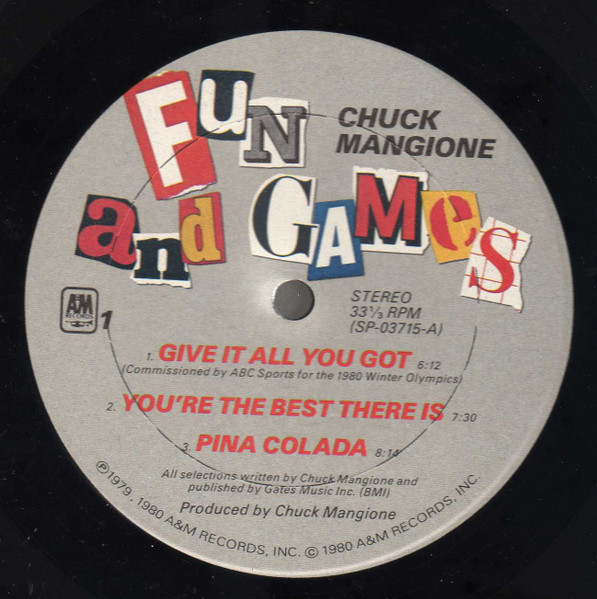 FUN
and GAMES
CHUCK
MANGIONE
A&M
RECORDS
1
STEREO
33⅓ RPM
(SP-03715-A)
1. GIVE IT ALL YOU GOT 6:12
(Commissioned by ABC Sports for the 1980 Winter Olympics)
2. YOU'RE THE BEST THERE IS 7:30
3. PINA COLADA 8:14
All selections written by Chuck Mangione and
published by Gates Music Inc. (BMI)
Produced by Chuck Mangione
℗ 1979, 1980 A&M RECORDS, INC. © 1980 A&M RECORDS, INC.